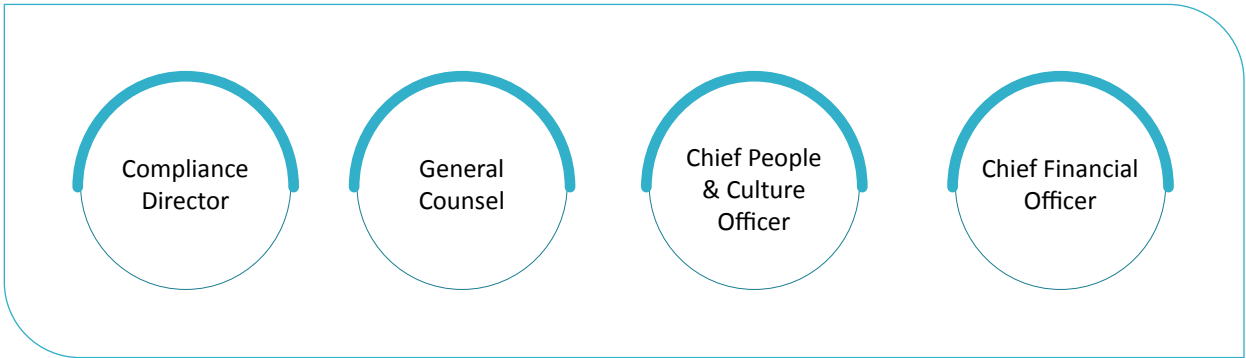 Compliance
Director
General
Counsel
Chief People
& Culture
Officer
Chief Financial
Officer